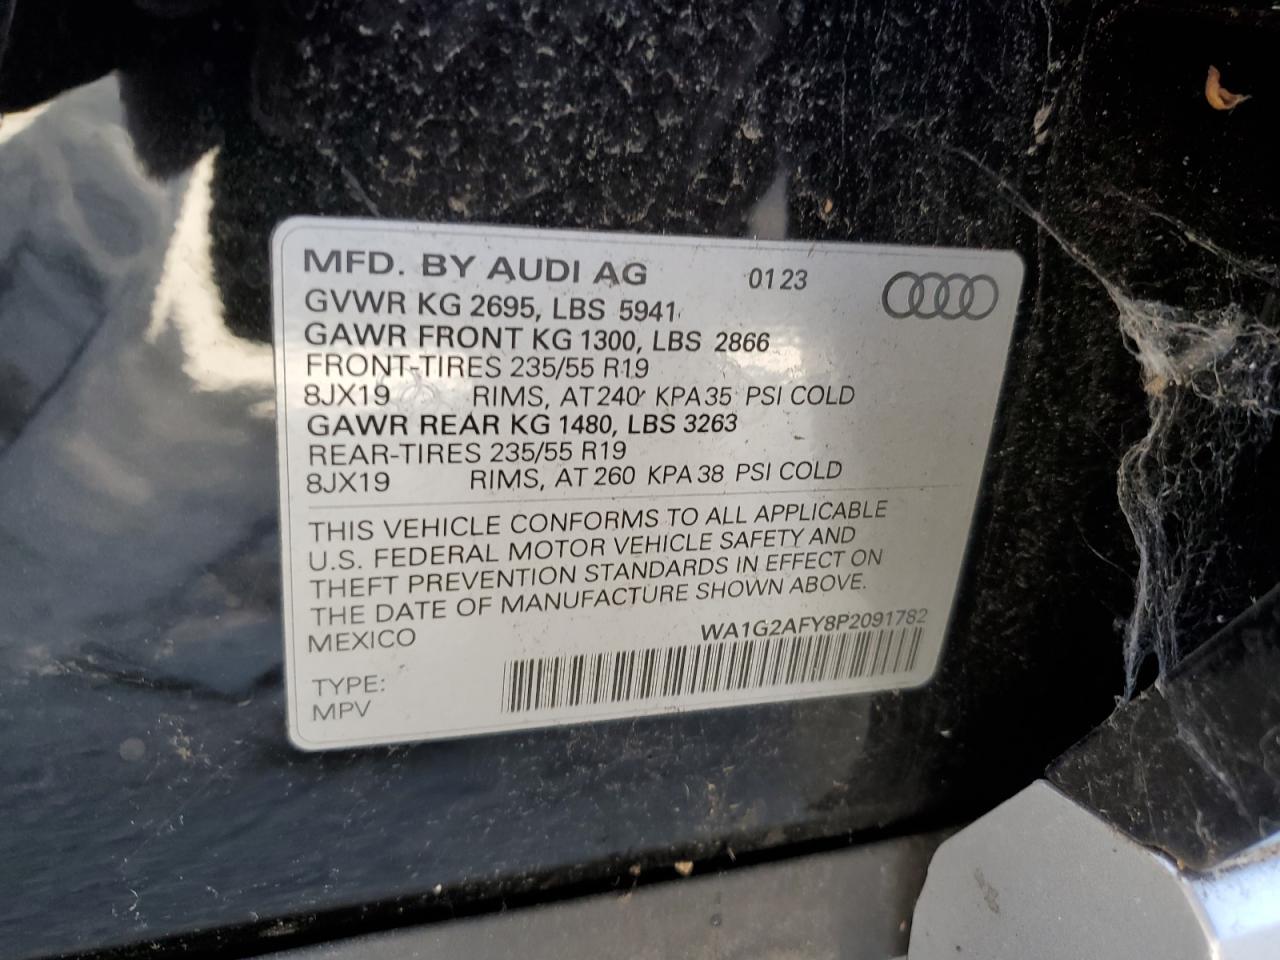 MFD. BY AUDI AG 01 23
GVWR KG 2695, LBS 5941
GAWR FRONT KG 1300, LBS 2866
FRONT-TIRES 235/55 R19
8JX19 RIMS, AT 240 KPA 35 PSI COLD
GAWR REAR KG 1480, LBS 3263
REAR-TIRES 235/55 R19
8JX19 RIMS, AT 260 KPA 38 PSI COLD
THIS VEHICLE CONFORMS TO ALL APPLICABLE
U.S. FEDERAL MOTOR VEHICLE SAFETY AND
THEFT PREVENTION STANDARDS IN EFFECT ON
THE DATE OF MANUFACTURE SHOWN ABOVE.
MEXICO WA1G2AFY8P2091782
TYPE:
MPV